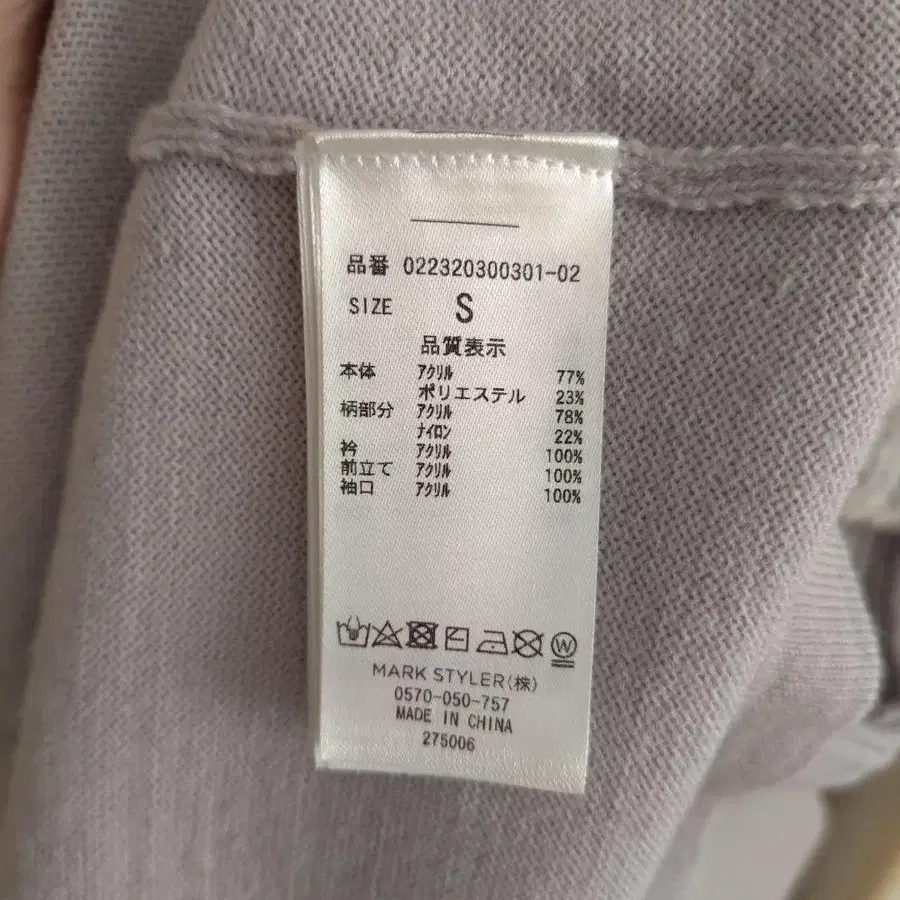 品番 022320300301-02
SIZE S
品質表示
本体 アクリル 77%
ポリエステル 23%
柄部分 アクリル 78%
ナイロン 22%
衿 アクリル 100%
前立て アクリル 100%
袖口 アクリル 100%
W
MARK STYLER(株)
0570-050-757
MADE IN CHINA
275006